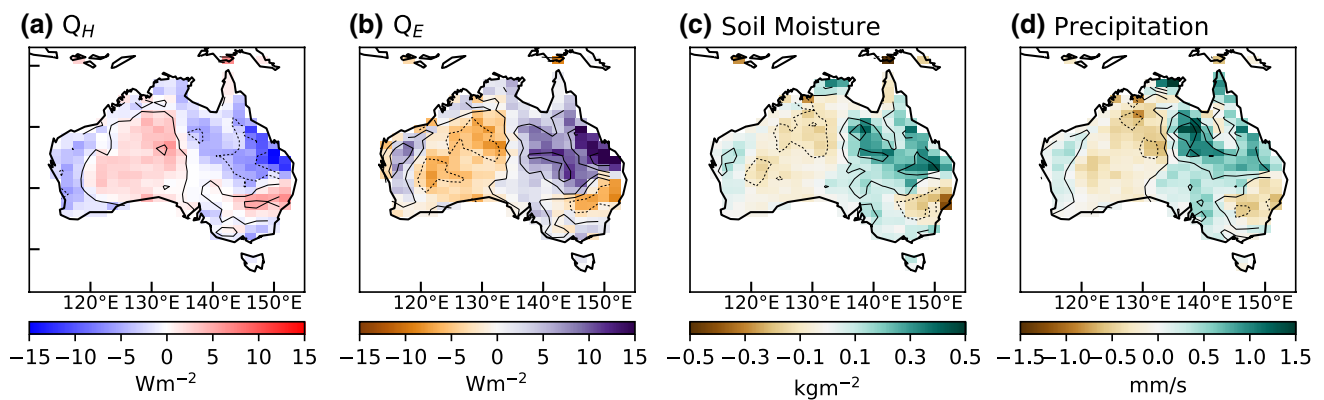 (a) Q_H
(b) Q_E
(c) Soil Moisture
(d) Precipitation
120°E 130°E 140°E 150°E
120°E 130°E 140°E 150°E
120°E 130°E 140°E 150°E
120°E 130°E 140°E 150°E
−15 −10 −5 0 5 10 15
−15 −10 −5 0 5 10 15
−0.5 −0.3 −0.1 0.1 0.3 0.5
−1.5 −1.0 −0.5 0.0 0.5 1.0 1.5
Wm⁻²
Wm⁻²
kgm⁻²
mm/s